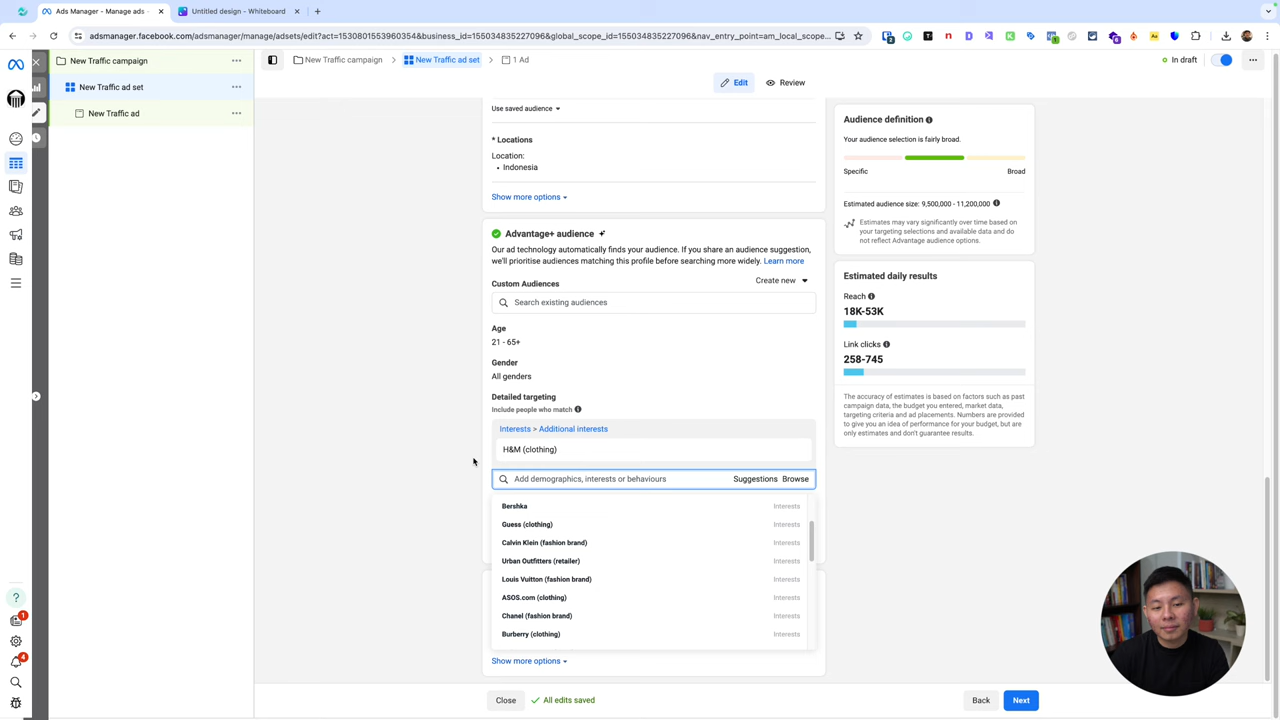 Ads Manager - Manage ads - A
Untitled design - Whiteboard
adsmanager.facebook.com/adsmanager/manage/adsets/edit?act=1530801553960354&business_id=155034835227096&global_scope_id=155034835227096&nav_entry_point=am_local_scope...
New Traffic campaign
New Traffic ad set
New Traffic ad
New Traffic campaign
New Traffic ad set
1 Ad
In draft
Edit
Review
Use saved audience
* Locations
Location:
• Indonesia
Show more options
Advantage+ audience
Our ad technology automatically finds your audience. If you share an audience suggestion,
we'll prioritise audiences matching this profile before searching more widely. Learn more
Custom Audiences
Create new
Search existing audiences
Age
21 - 65+
Gender
All genders
Detailed targeting
Include people who match
Interests > Additional interests
H&M (clothing)
Add demographics, interests or behaviours
Suggestions
Browse
Bershka Interests
Guess (clothing) Interests
Calvin Klein (fashion brand) Interests
Urban Outfitters (retailer) Interests
Louis Vuitton (fashion brand) Interests
ASOS.com (clothing) Interests
Chanel (fashion brand) Interests
Burberry (clothing) Interests
Show more options
Close
All edits saved
Back
Next
Audience definition
Your audience selection is fairly broad.
Specific
Broad
Estimated audience size: 9,500,000 - 11,200,000
Estimates may vary significantly over time based on
your targeting selections and available data and do
not reflect Advantage audience options.
Estimated daily results
Reach
18K-53K
Link clicks
258-745
The accuracy of estimates is based on factors such as past
campaign data, the budget you entered, market data,
targeting criteria and ad placements. Numbers are provided
to give you an idea of performance for your budget, but are
only estimates and don't guarantee results.
1
4